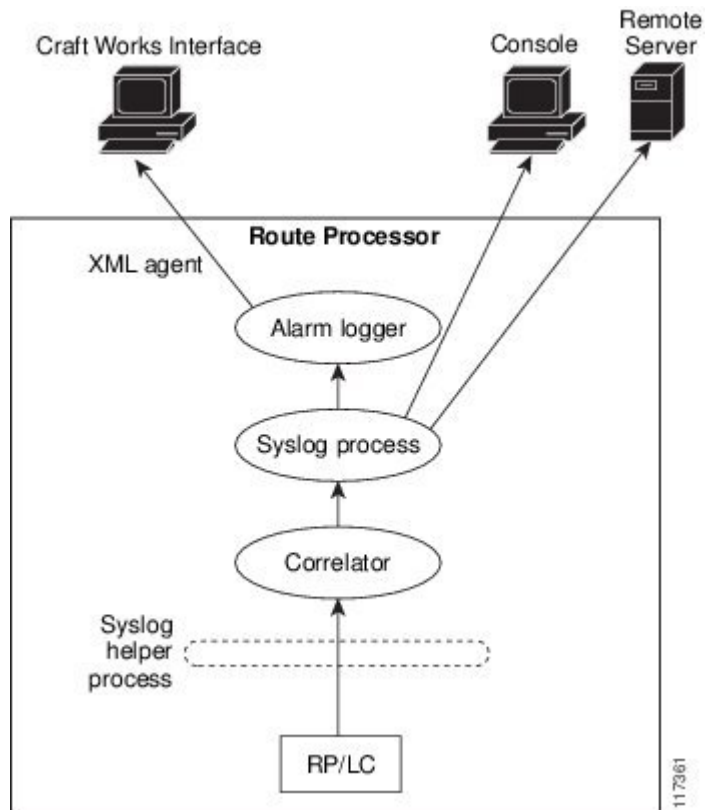 Craft Works Interface
Console
Remote
Server
Route Processor
XML agent
Alarm logger
Syslog process
Correlator
Syslog
helper
process
RP/LC
117361